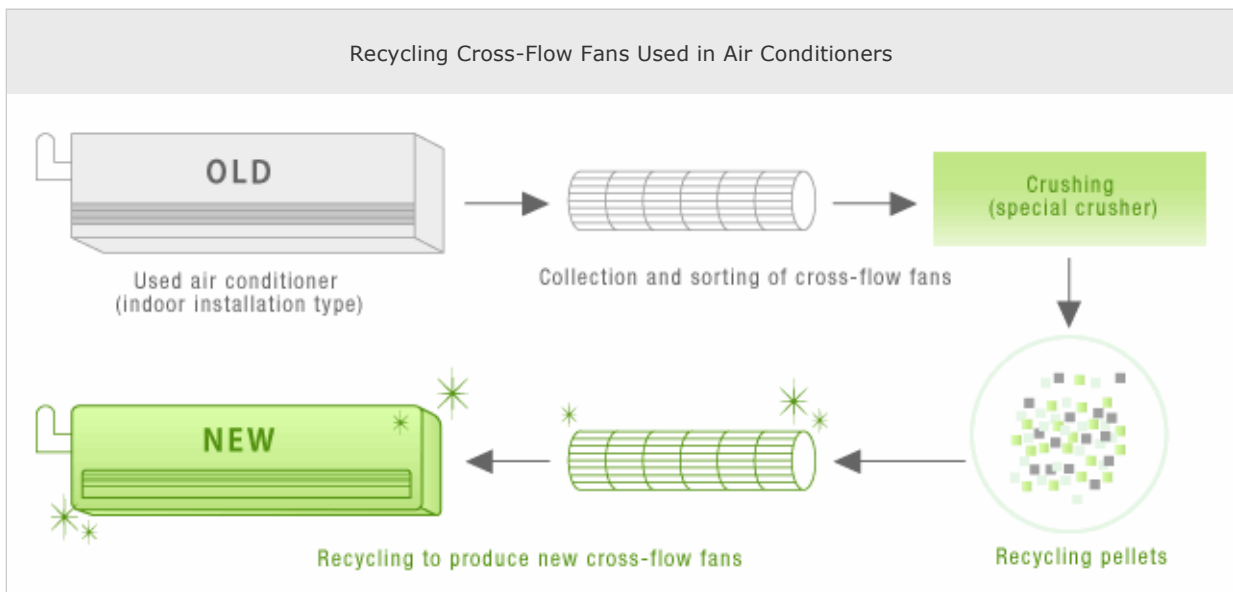 Recycling Cross-Flow Fans Used in Air Conditioners
OLD
Used air conditioner
(indoor installation type)
Collection and sorting of cross-flow fans
Crushing
(special crusher)
Recycling pellets
NEW
Recycling to produce new cross-flow fans